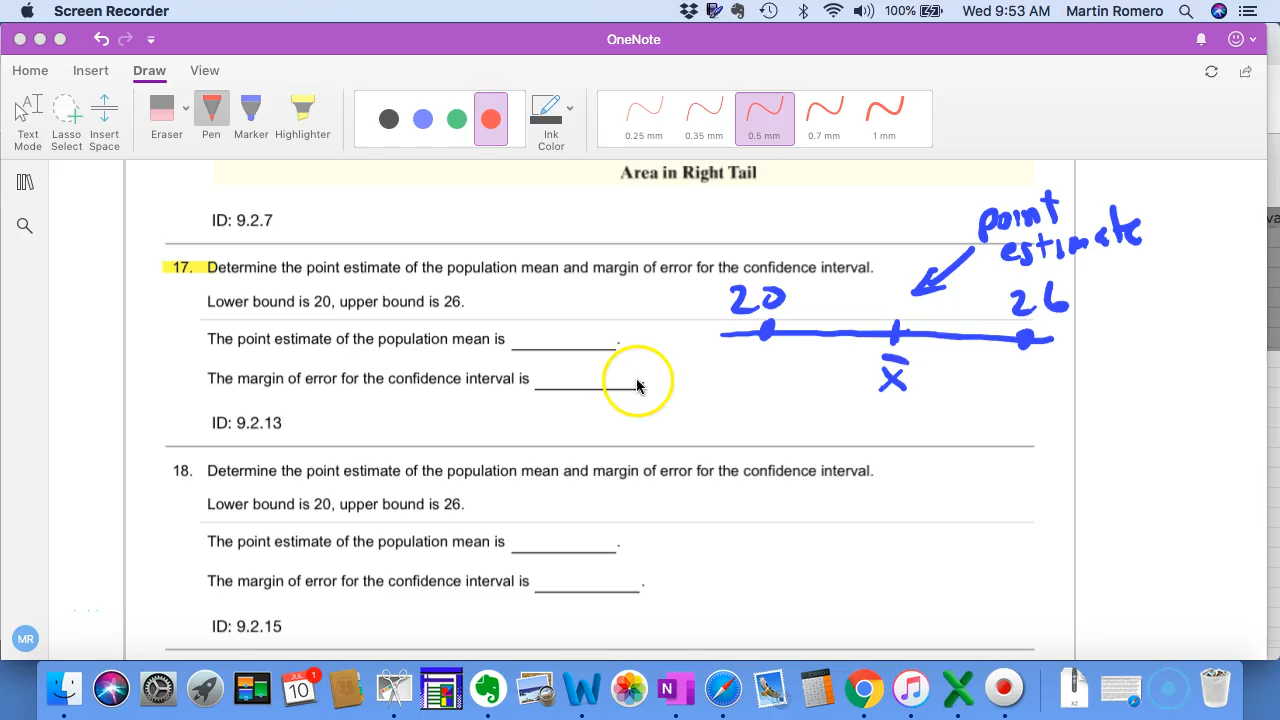 Screen Recorder
100%
Wed 9:53 AM
Martin Romero
OneNote
Home
Insert
Draw
View
Text Mode
Lasso Select
Insert Space
Eraser
Pen
Marker
Highlighter
Ink Color
0.25 mm
0.35 mm
0.5 mm
0.7 mm
1 mm
Area in Right Tail
ID: 9.2.7
point
estimate
17. Determine the point estimate of the population mean and margin of error for the confidence interval.
Lower bound is 20, upper bound is 26.
20
26
The point estimate of the population mean is ________.
x̄
The margin of error for the confidence interval is ________
ID: 9.2.13
18. Determine the point estimate of the population mean and margin of error for the confidence interval.
Lower bound is 20, upper bound is 26.
The point estimate of the population mean is ________.
The margin of error for the confidence interval is ________.
ID: 9.2.15
MR
JUL
10
1